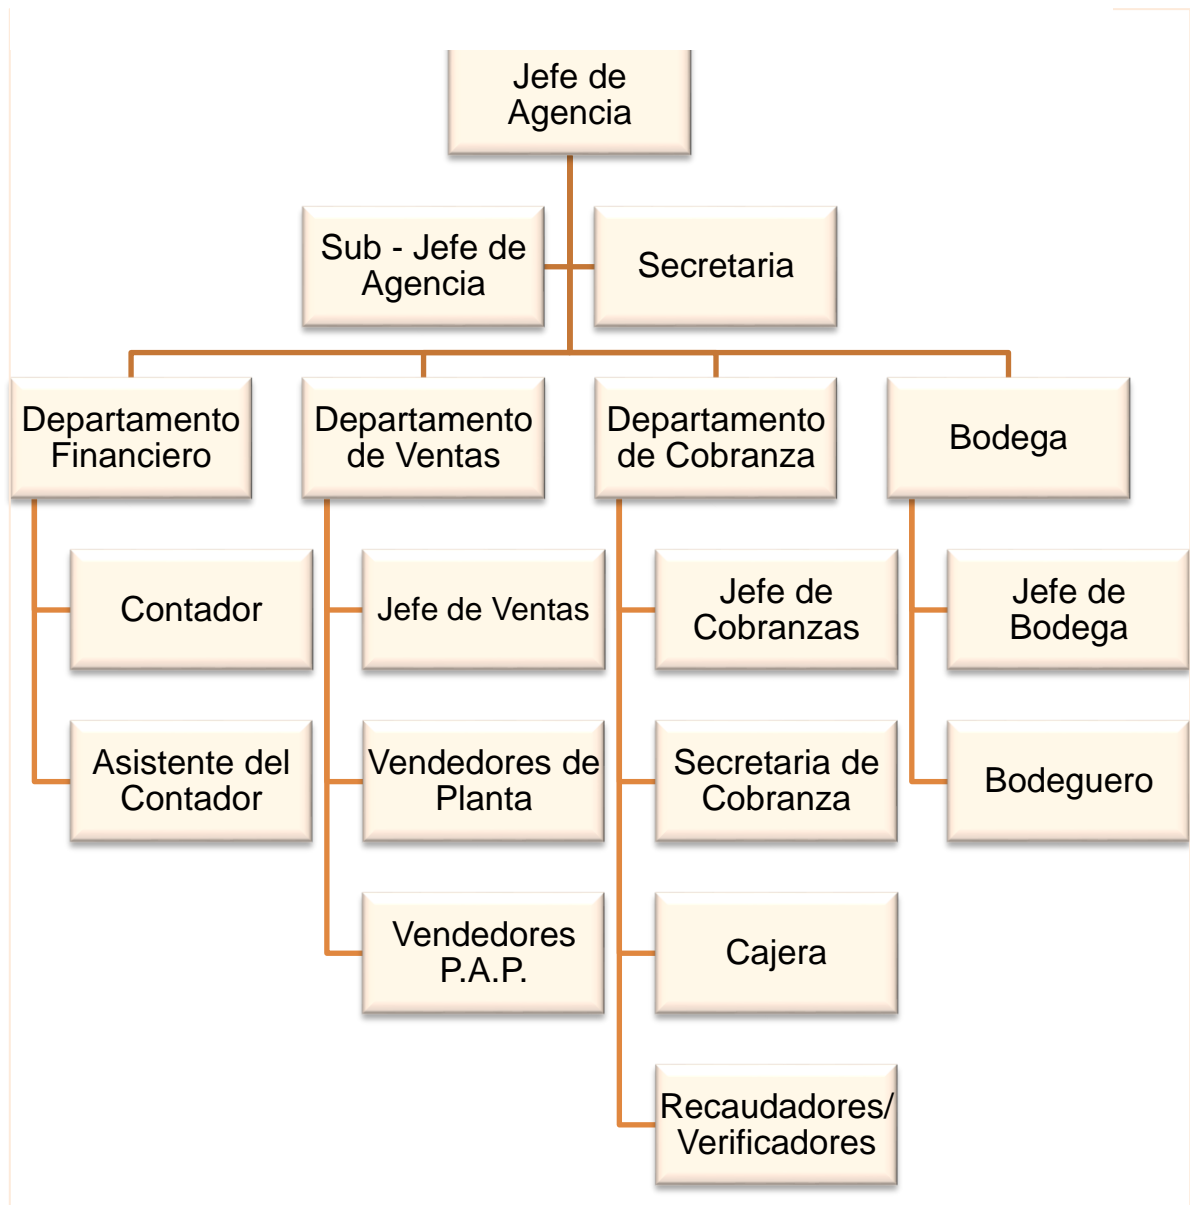 Jefe de
Agencia
Sub - Jefe de
Agencia
Secretaria
Departamento
Financiero
Departamento
de Ventas
Departamento
de Cobranza
Bodega
Contador
Jefe de Ventas
Jefe de
Cobranzas
Jefe de
Bodega
Asistente del
Contador
Vendedores de
Planta
Secretaria de
Cobranza
Bodeguero
Vendedores
P.A.P.
Cajera
Recaudadores/
Verificadores